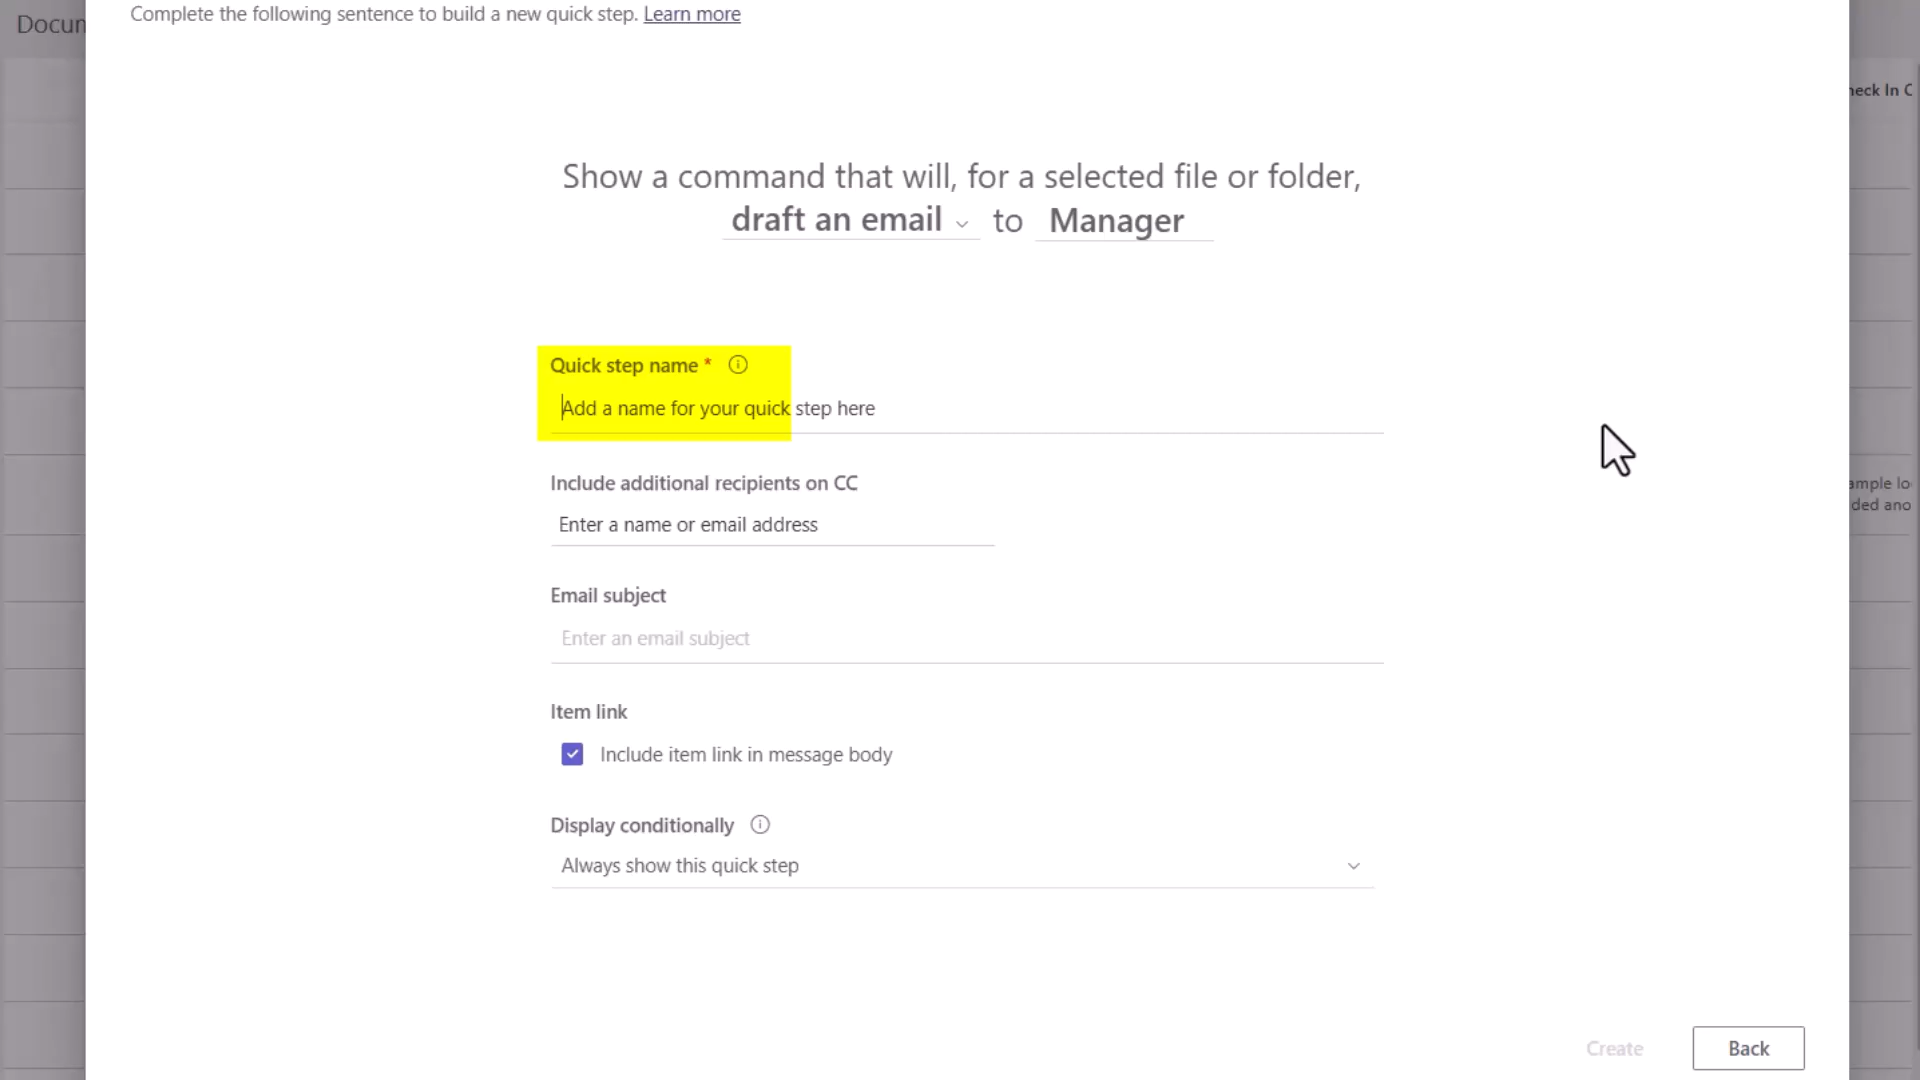 Complete the following sentence to build a new quick step. Learn more
Show a command that will, for a selected file or folder,
draft an email to Manager
Quick step name *
Add a name for your quick step here
Include additional recipients on CC
Enter a name or email address
Email subject
Enter an email subject
Item link
Include item link in message body
Display conditionally
Always show this quick step
Create
Back